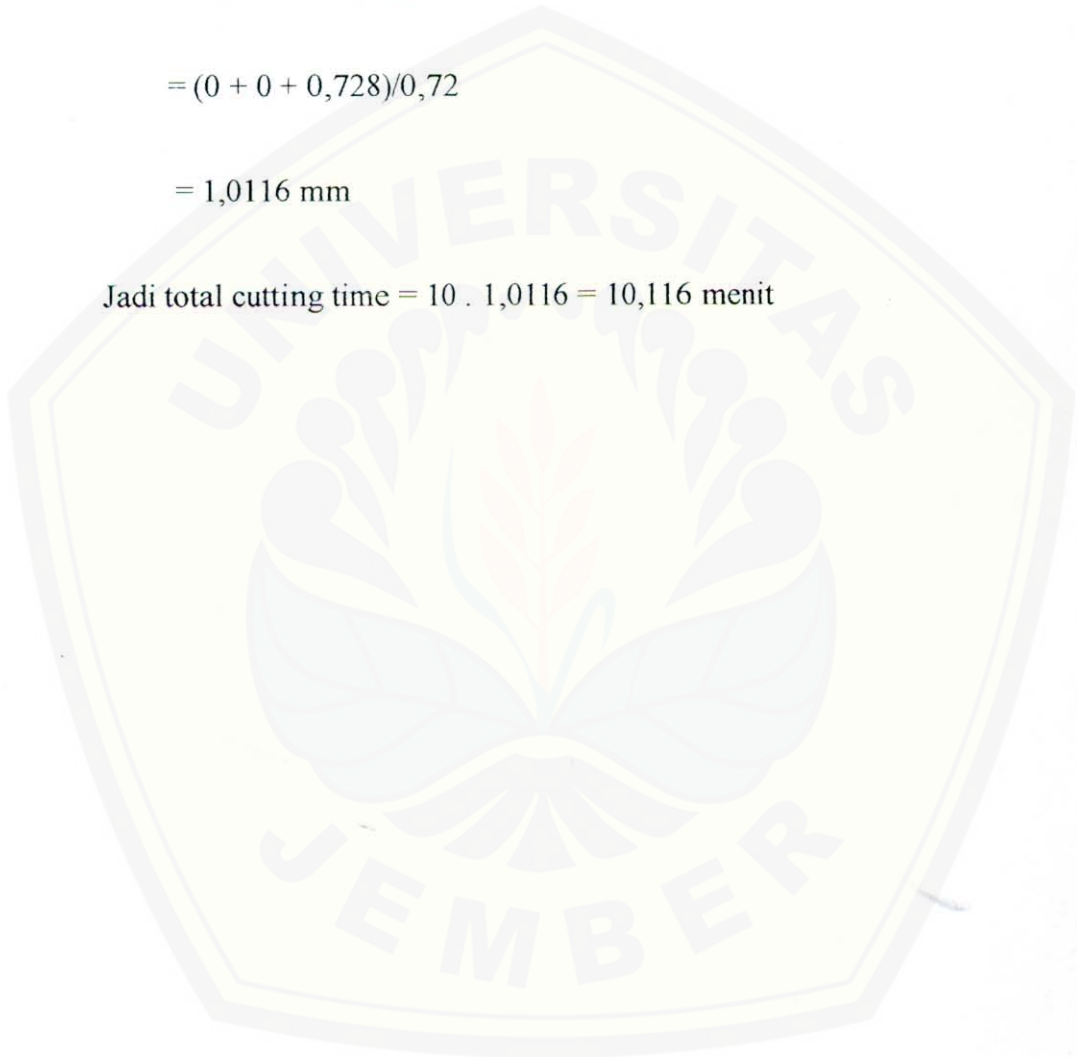 = (0 + 0 + 0,728)/0,72
= 1,0116 mm
Jadi total cutting time = 10 . 1,0116 = 10,116 menit
UNIVERSITAS
JEMBER